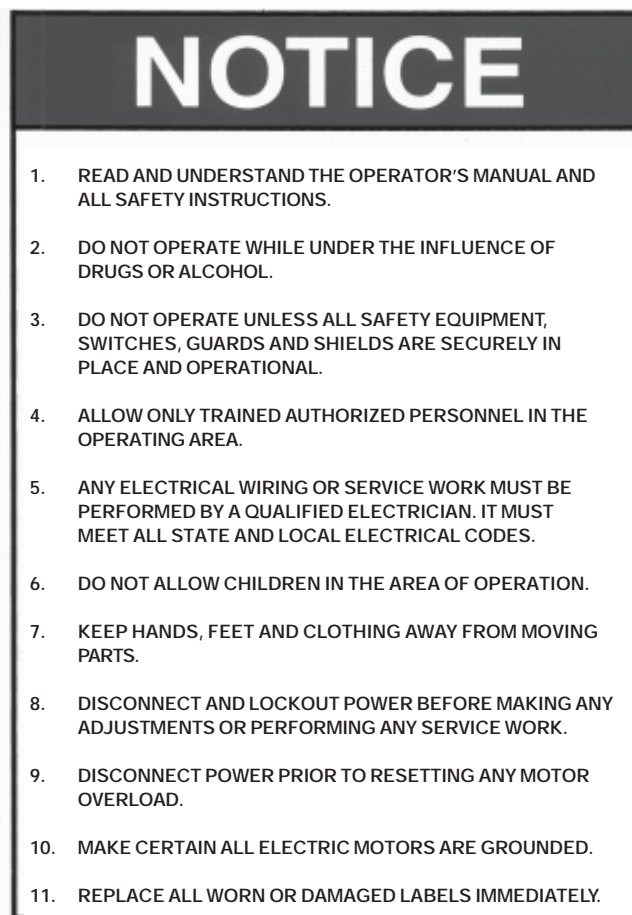 NOTICE
1. READ AND UNDERSTAND THE OPERATOR'S MANUAL AND
ALL SAFETY INSTRUCTIONS.
2. DO NOT OPERATE WHILE UNDER THE INFLUENCE OF
DRUGS OR ALCOHOL.
3. DO NOT OPERATE UNLESS ALL SAFETY EQUIPMENT,
SWITCHES, GUARDS AND SHIELDS ARE SECURELY IN
PLACE AND OPERATIONAL.
4. ALLOW ONLY TRAINED AUTHORIZED PERSONNEL IN THE
OPERATING AREA.
5. ANY ELECTRICAL WIRING OR SERVICE WORK MUST BE
PERFORMED BY A QUALIFIED ELECTRICIAN. IT MUST
MEET ALL STATE AND LOCAL ELECTRICAL CODES.
6. DO NOT ALLOW CHILDREN IN THE AREA OF OPERATION.
7. KEEP HANDS, FEET AND CLOTHING AWAY FROM MOVING
PARTS.
8. DISCONNECT AND LOCKOUT POWER BEFORE MAKING ANY
ADJUSTMENTS OR PERFORMING ANY SERVICE WORK.
9. DISCONNECT POWER PRIOR TO RESETTING ANY MOTOR
OVERLOAD.
10. MAKE CERTAIN ALL ELECTRIC MOTORS ARE GROUNDED.
11. REPLACE ALL WORN OR DAMAGED LABELS IMMEDIATELY.